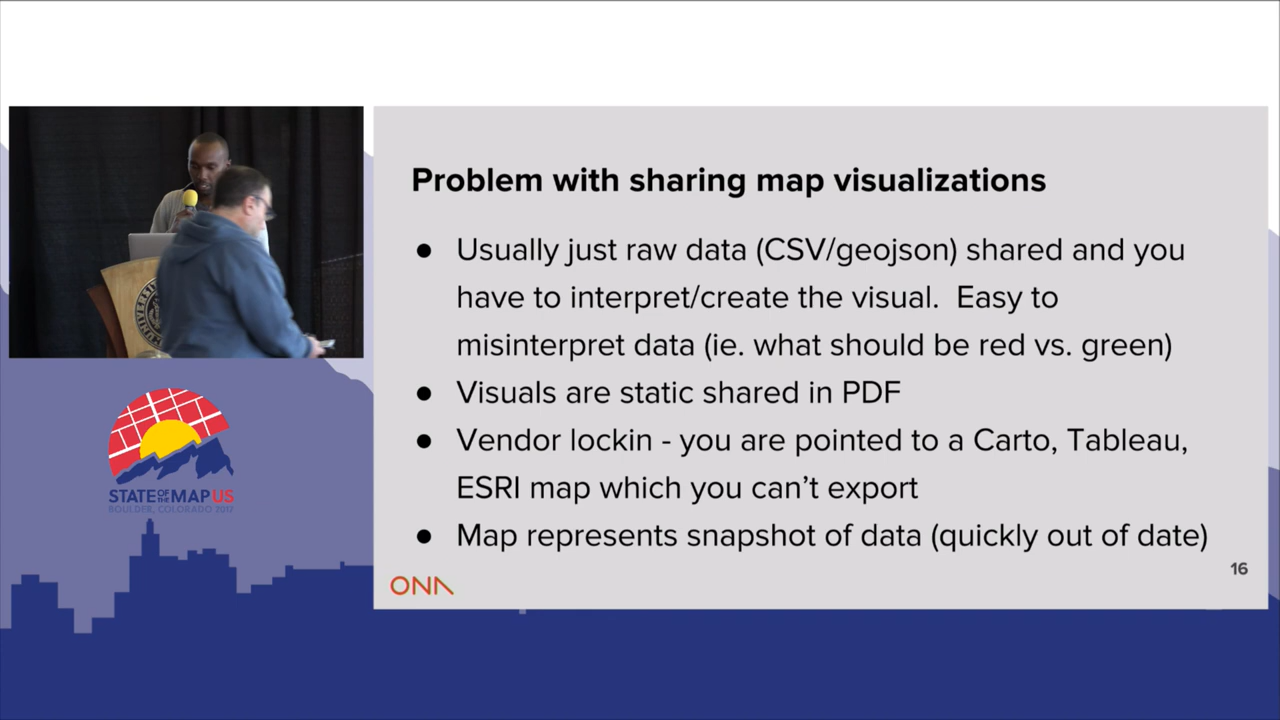 Problem with sharing map visualizations
● Usually just raw data (CSV/geojson) shared and you
have to interpret/create the visual.  Easy to
misinterpret data (ie. what should be red vs. green)
● Visuals are static shared in PDF
● Vendor lockin - you are pointed to a Carto, Tableau,
ESRI map which you can't export
● Map represents snapshot of data (quickly out of date)
16
ONA
STATE OF THE MAP US
BOULDER, COLORADO 2017